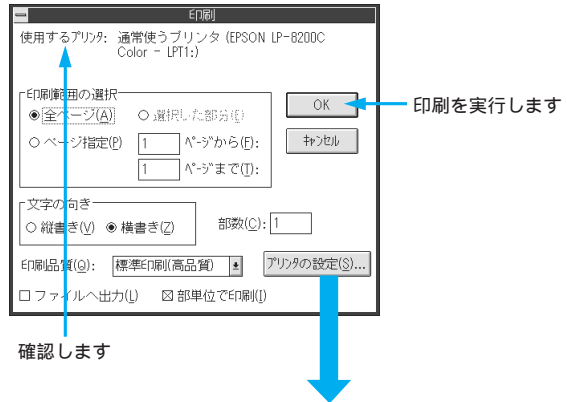 印刷
使用するプリンタ: 通常使うプリンタ (EPSON LP-8200C
Color - LPT1:)
印刷範囲の選択
全ページ(A)
選択した部分(I)
ページ指定(P)
1
ページから(F):
1
ページまで(T):
OK
キャンセル
印刷を実行します
文字の向き
縦書き(V)
横書き(Z)
部数(C): 1
印刷品質(Q): 標準印刷(高品質)
プリンタの設定(S)...
ファイルへ出力(L)
部単位で印刷(I)
確認します